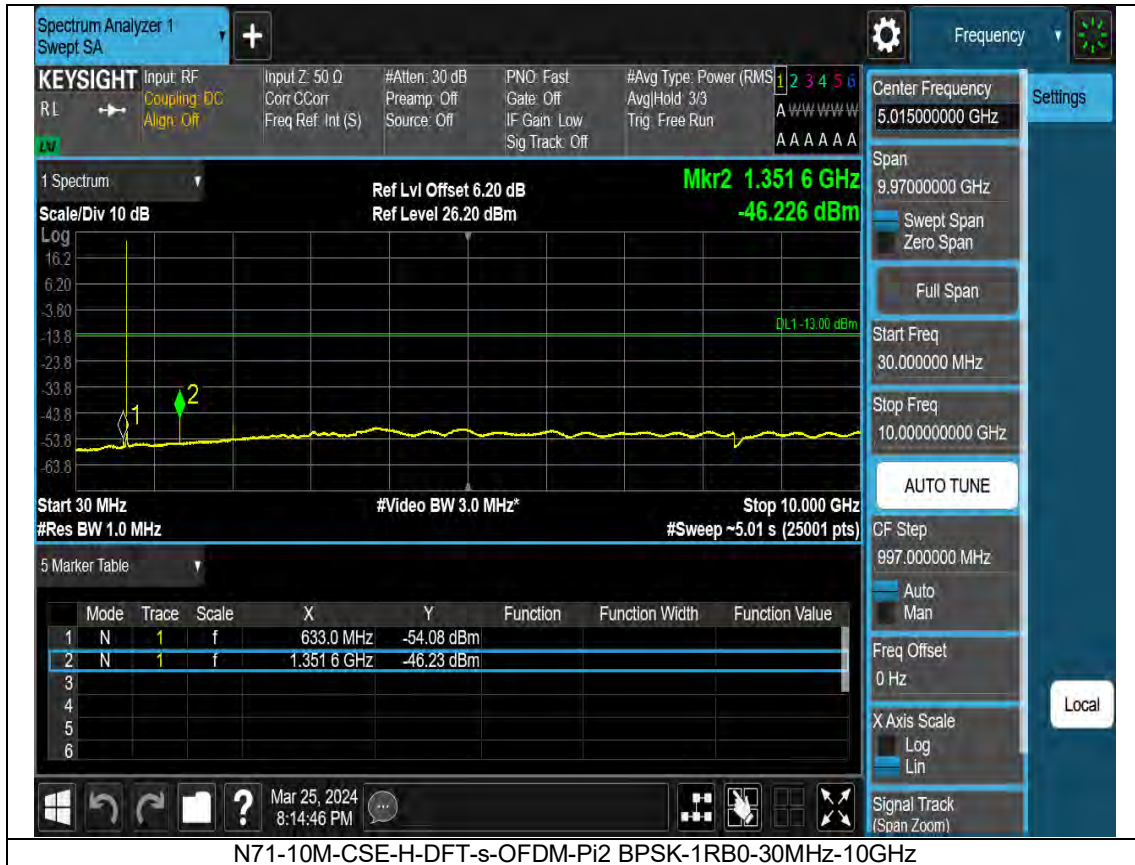 Spectrum Analyzer 1
Swept SA
Frequency
KEYSIGHT
RL
Input: RF
Coupling: DC
Align: Off
Input Z: 50 Ω
Corr CCorr
Freq Ref: Int (S)
#Atten: 30 dB
Preamp: Off
Source: Off
PNO: Fast
Gate: Off
IF Gain: Low
Sig Track: Off
#Avg Type: Power (RMS
Avg|Hold: 3/3
Trig: Free Run
1 2 3 4 5 6
A W W W W W
A A A A A A
1 Spectrum
Scale/Div 10 dB
Ref Lvl Offset 6.20 dB
Ref Level 26.20 dBm
Mkr2 1.351 6 GHz
-46.226 dBm
Log
16.2
6.20
-3.80
-13.8
-23.8
-33.8
-43.8
-53.8
-63.8
DL1 -13.00 dBm
1
2
Start 30 MHz
#Video BW 3.0 MHz*
Stop 10.000 GHz
#Res BW 1.0 MHz
#Sweep ~5.01 s (25001 pts)
5 Marker Table
Mode Trace Scale X Y Function Function Width Function Value
1 N 1 f 633.0 MHz -54.08 dBm
2 N 1 f 1.351 6 GHz -46.23 dBm
3
4
5
6
Mar 25, 2024
8:14:46 PM
Center Frequency
5.015000000 GHz
Settings
Span
9.97000000 GHz
Swept Span
Zero Span
Full Span
Start Freq
30.000000 MHz
Stop Freq
10.000000000 GHz
AUTO TUNE
CF Step
997.000000 MHz
Auto
Man
Freq Offset
0 Hz
Local
X Axis Scale
Log
Lin
Signal Track
(Span Zoom)
N71-10M-CSE-H-DFT-s-OFDM-Pi2 BPSK-1RB0-30MHz-10GHz